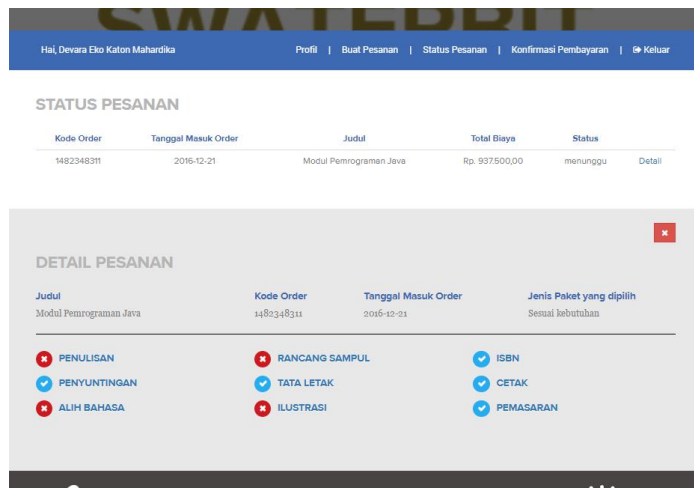 Hai, Devara Eko Katon Mahardika Profil | Buat Pesanan | Status Pesanan | Konfirmasi Pembayaran | Keluar
STATUS PESANAN
Kode Order Tanggal Masuk Order Judul Total Biaya Status
1482348311 2016-12-21 Modul Pemrograman Java Rp. 937.500,00 menunggu Detail
DETAIL PESANAN
Judul Kode Order Tanggal Masuk Order Jenis Paket yang dipilih
Modul Pemrograman Java 1482348311 2016-12-21 Sesuai kebutuhan
PENULISAN RANCANG SAMPUL ISBN
PENYUNTINGAN TATA LETAK CETAK
ALIH BAHASA ILUSTRASI PEMASARAN